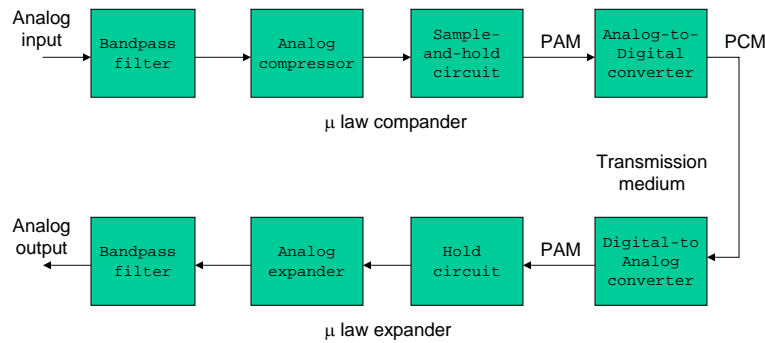 Analog
input
Bandpass
filter
Analog
compressor
Sample-
and-hold
circuit
PAM
Analog-to-
Digital
converter
PCM
μ law compander
Transmission
medium
Analog
output
Bandpass
filter
Analog
expander
Hold
circuit
PAM
Digital-to
Analog
converter
μ law expander